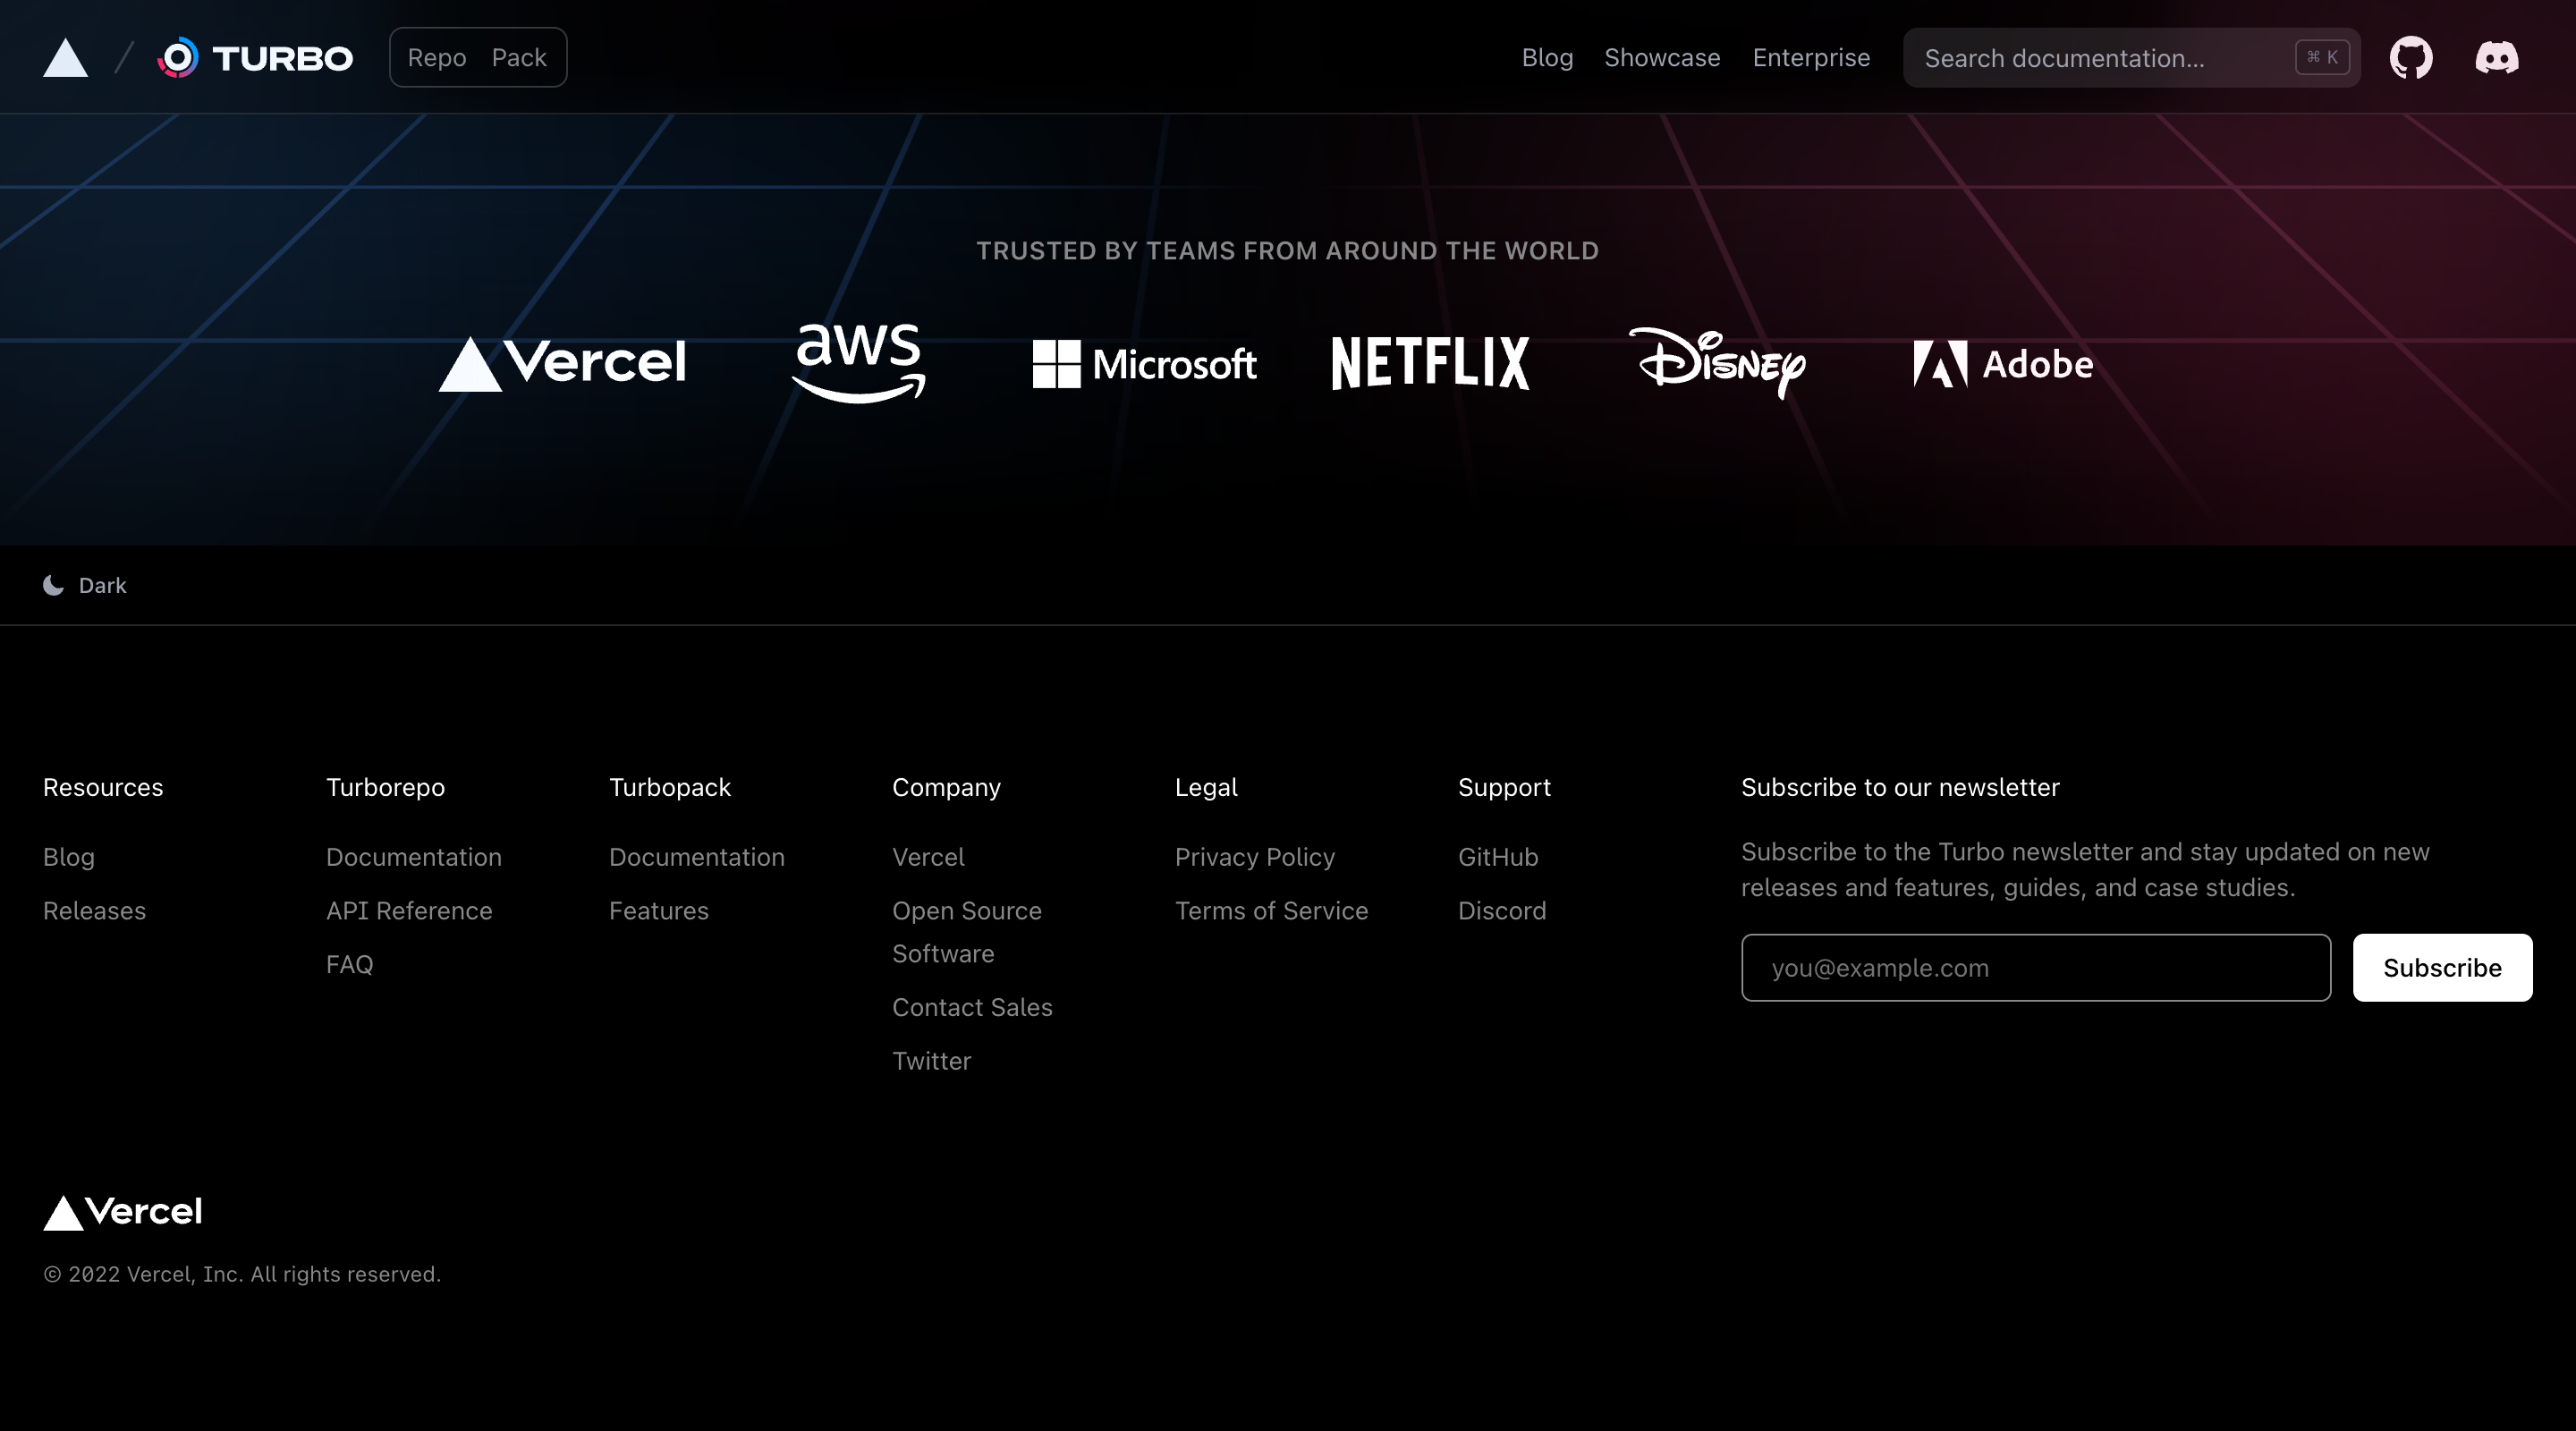 TURBO
Repo Pack
Blog Showcase Enterprise
Search documentation... ⌘ K
TRUSTED BY TEAMS FROM AROUND THE WORLD
Vercel aws Microsoft NETFLIX Disney Adobe
Dark
Resources
Blog
Releases
Turborepo
Documentation
API Reference
FAQ
Turbopack
Documentation
Features
Company
Vercel
Open Source
Software
Contact Sales
Twitter
Legal
Privacy Policy
Terms of Service
Support
GitHub
Discord
Subscribe to our newsletter
Subscribe to the Turbo newsletter and stay updated on new
releases and features, guides, and case studies.
you@example.com
Subscribe
Vercel
© 2022 Vercel, Inc. All rights reserved.